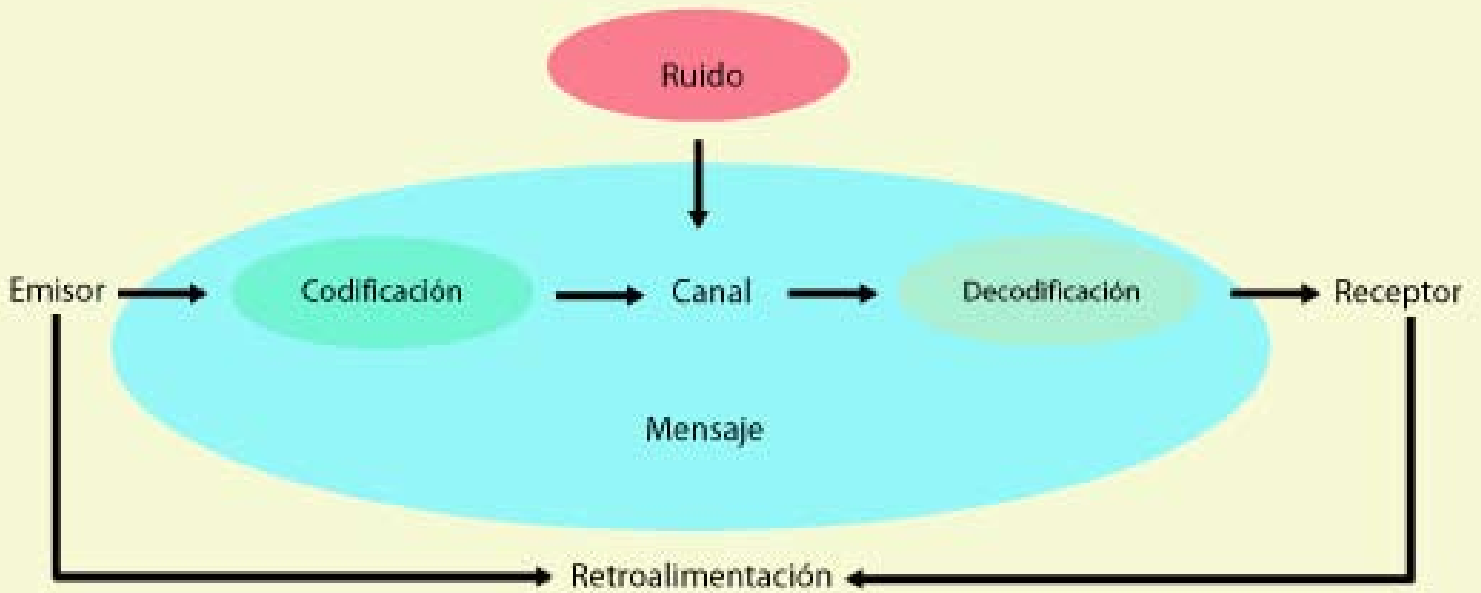 Ruido
Emisor
Codificación
Canal
Decodificación
Receptor
Mensaje
Retroalimentación